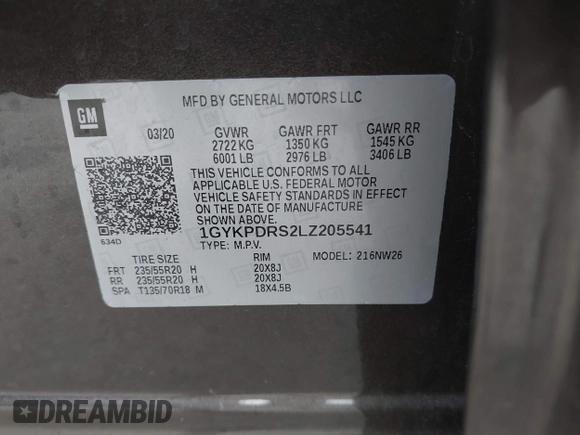 GM
MFD BY GENERAL MOTORS LLC
03/20 GVWR GAWR FRT GAWR RR
2722 KG 1350 KG 1545 KG
6001 LB 2976 LB 3406 LB
THIS VEHICLE CONFORMS TO ALL
APPLICABLE U.S. FEDERAL MOTOR
VEHICLE SAFETY STANDARDS IN EFFECT
ON THE DATE OF MANUFACTURE
SHOWN ABOVE.
1GYKPDRS2LZ205541
634D
TYPE: M.P.V.
TIRE SIZE RIM MODEL: 216NW26
FRT 235/55R20 H 20X8J
RR 235/55R20 H 20X8J
SPA T135/70R18 M 18X4.5B
DREAMBID